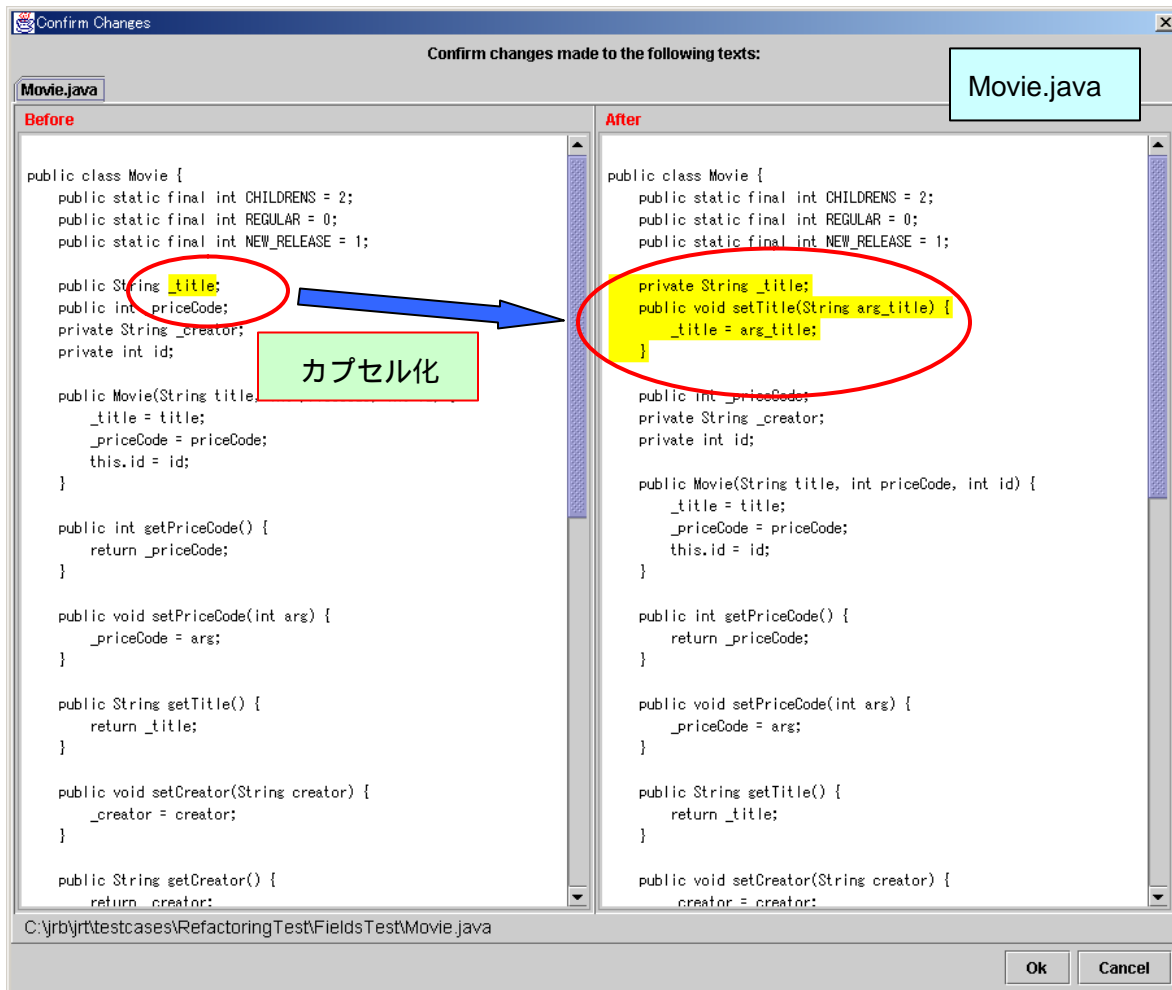 Confirm Changes
Confirm changes made to the following texts:
Movie.java
Movie.java
Before
public class Movie {
public static final int CHILDRENS = 2;
public static final int REGULAR = 0;
public static final int NEW_RELEASE = 1;
public String _title;
public int _priceCode;
private String _creator;
private int id;
カプセル化
public Movie(String title,
_title = title;
_priceCode = priceCode;
this.id = id;
}
public int getPriceCode() {
return _priceCode;
}
public void setPriceCode(int arg) {
_priceCode = arg;
}
public String getTitle() {
return _title;
}
public void setCreator(String creator) {
_creator = creator;
}
public String getCreator() {
return _creator;
After
public class Movie {
public static final int CHILDRENS = 2;
public static final int REGULAR = 0;
public static final int NEW_RELEASE = 1;
private String _title;
public void setTitle(String arg_title) {
_title = arg_title;
}
public int _priceCode;
private String _creator;
private int id;
public Movie(String title, int priceCode, int id) {
_title = title;
_priceCode = priceCode;
this.id = id;
}
public int getPriceCode() {
return _priceCode;
}
public void setPriceCode(int arg) {
_priceCode = arg;
}
public String getTitle() {
return _title;
}
public void setCreator(String creator) {
_creator = creator;
C:\jrb\jrt\testcases\RefactoringTest\FieldsTest\Movie.java
Ok
Cancel